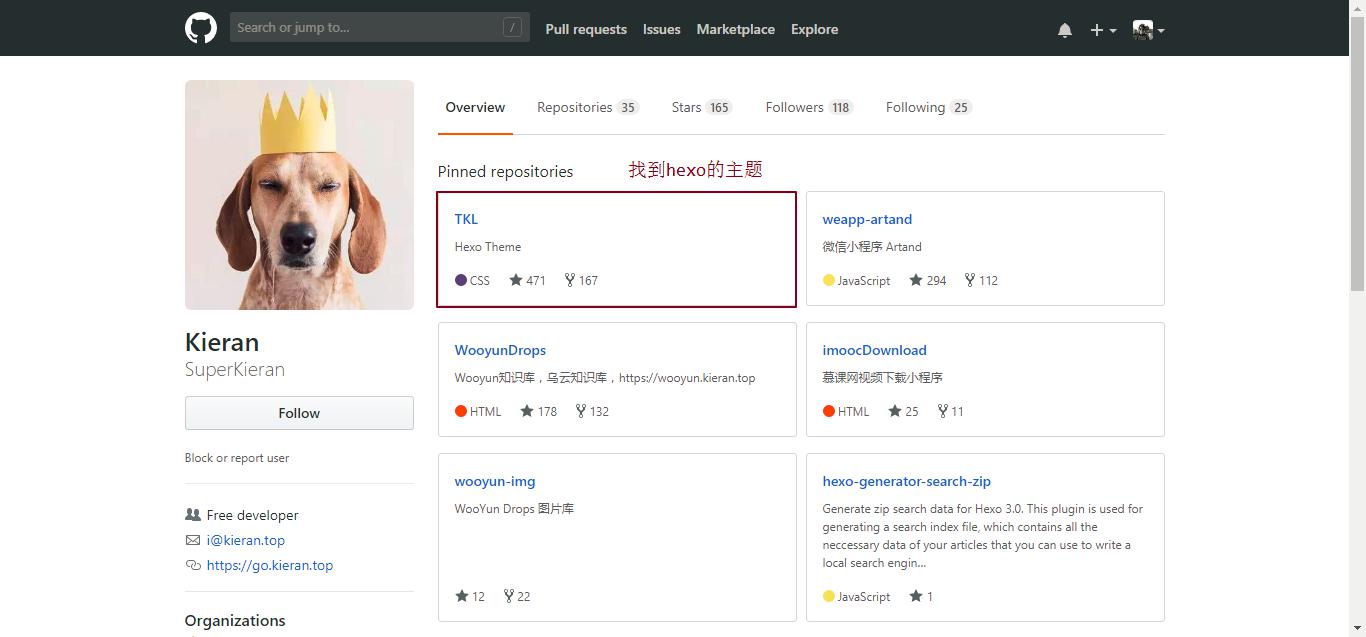 Search or jump to... /
Pull requests Issues Marketplace Explore
Overview Repositories 35 Stars 165 Followers 118 Following 25
Pinned repositories
找到hexo的主题
TKL
Hexo Theme
CSS 471 167
weapp-artand
微信小程序 Artand
JavaScript 294 112
WooyunDrops
Wooyun知识库，乌云知识库，https://wooyun.kieran.top
HTML 178 132
imoocDownload
慕课网视频下载小程序
HTML 25 11
wooyun-img
WooYun Drops 图片库
12 22
hexo-generator-search-zip
Generate zip search data for Hexo 3.0. This plugin is used for
generating a search index file, which contains all the
neccessary data of your articles that you can use to write a
local search engin...
JavaScript 1
Kieran
SuperKieran
Follow
Block or report user
Free developer
i@kieran.top
https://go.kieran.top
Organizations